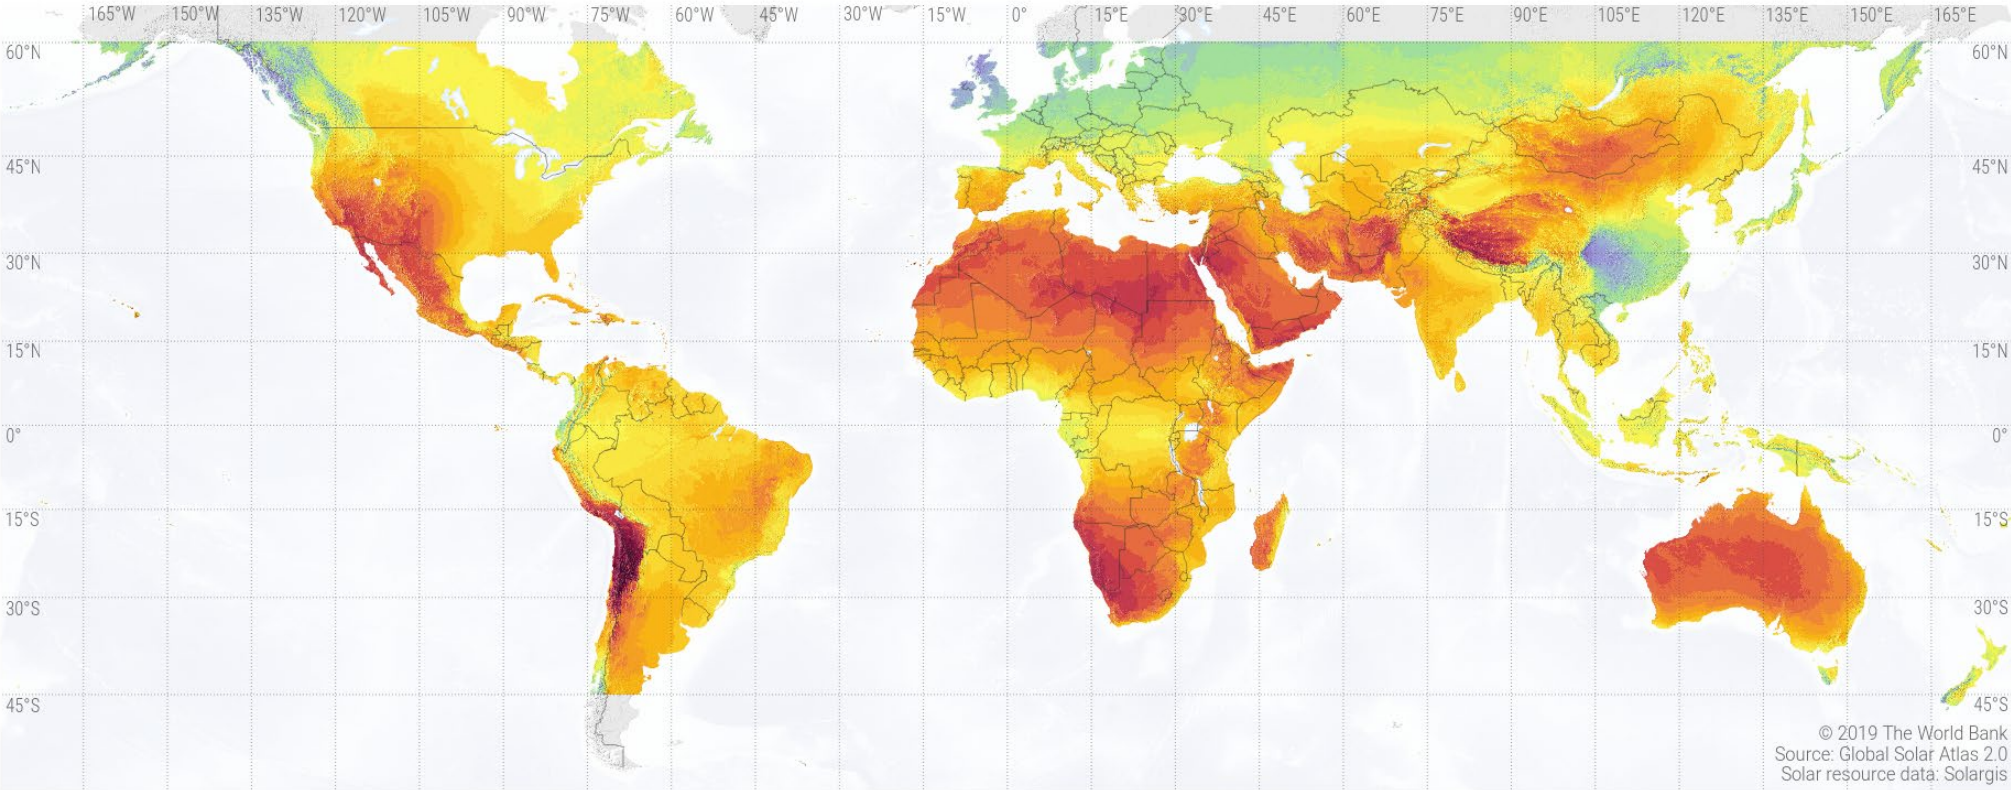 165°W 150°W 135°W 120°W 105°W 90°W 75°W 60°W 45°W 30°W 15°W 0° 15°E 30°E 45°E 60°E 75°E 90°E 105°E 120°E 135°E 150°E 165°E
60°N 60°N
45°N 45°N
30°N 30°N
15°N 15°N
0° 0°
15°S 15°S
30°S 30°S
45°S 45°S
© 2019 The World Bank
Source: Global Solar Atlas 2.0
Solar resource data: Solargis